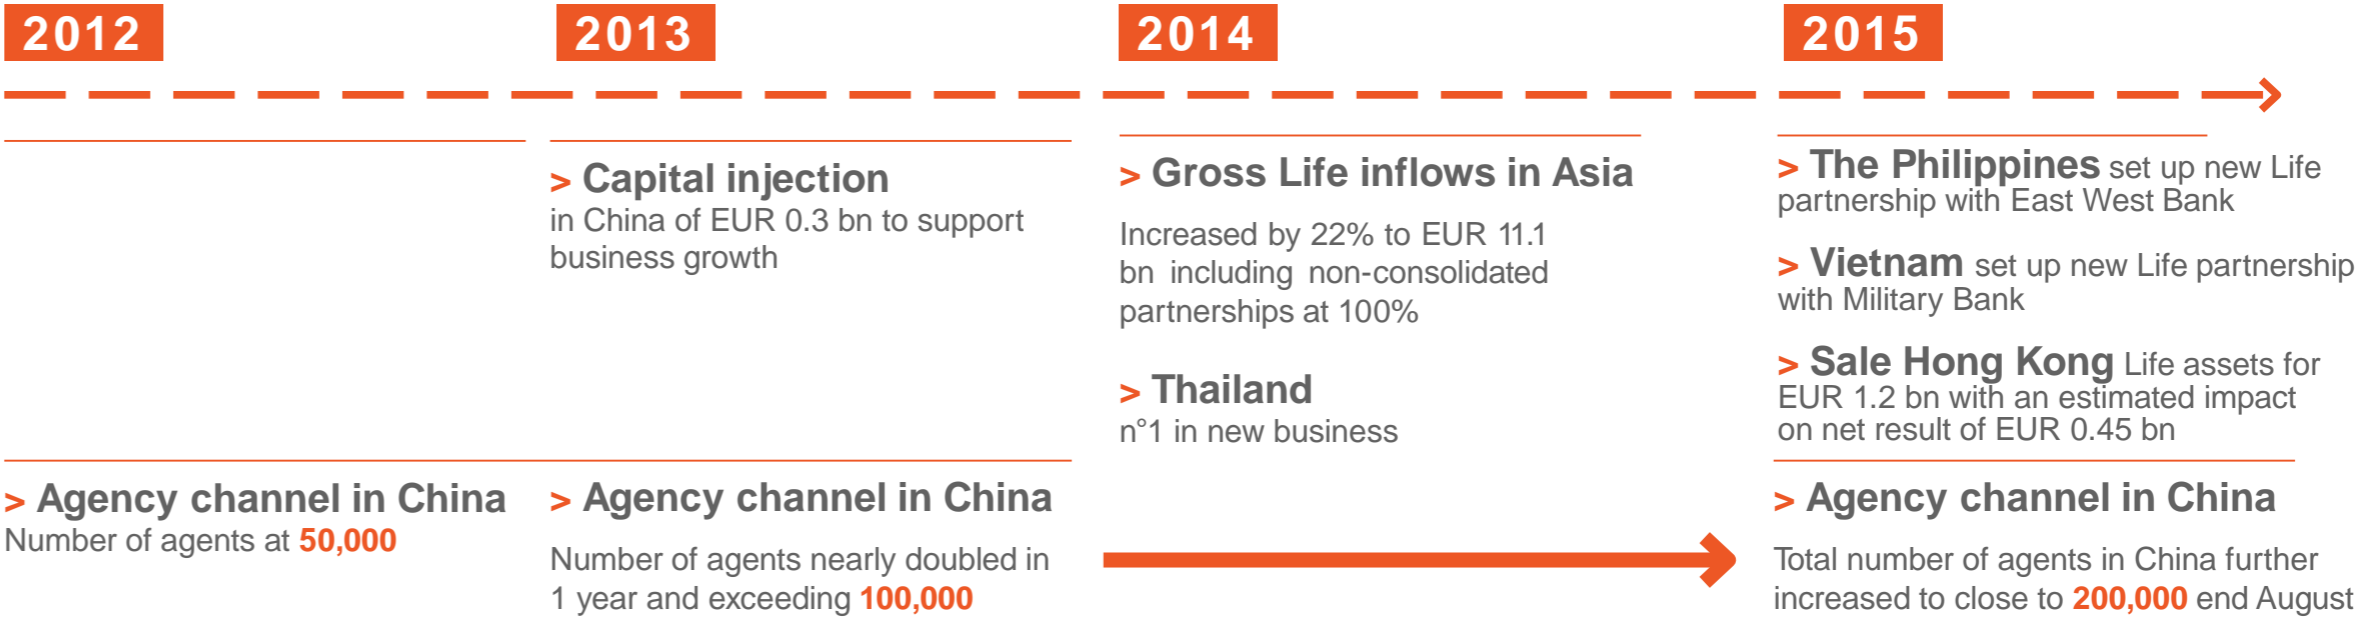 2012
2013
2014
2015
> Capital injection
in China of EUR 0.3 bn to support
business growth
> Gross Life inflows in Asia
Increased by 22% to EUR 11.1
bn including non-consolidated
partnerships at 100%
> Thailand
n°1 in new business
> The Philippines set up new Life
partnership with East West Bank
> Vietnam set up new Life partnership
with Military Bank
> Sale Hong Kong Life assets for
EUR 1.2 bn with an estimated impact
on net result of EUR 0.45 bn
> Agency channel in China
Number of agents at 50,000
> Agency channel in China
Number of agents nearly doubled in
1 year and exceeding 100,000
> Agency channel in China
Total number of agents in China further
increased to close to 200,000 end August